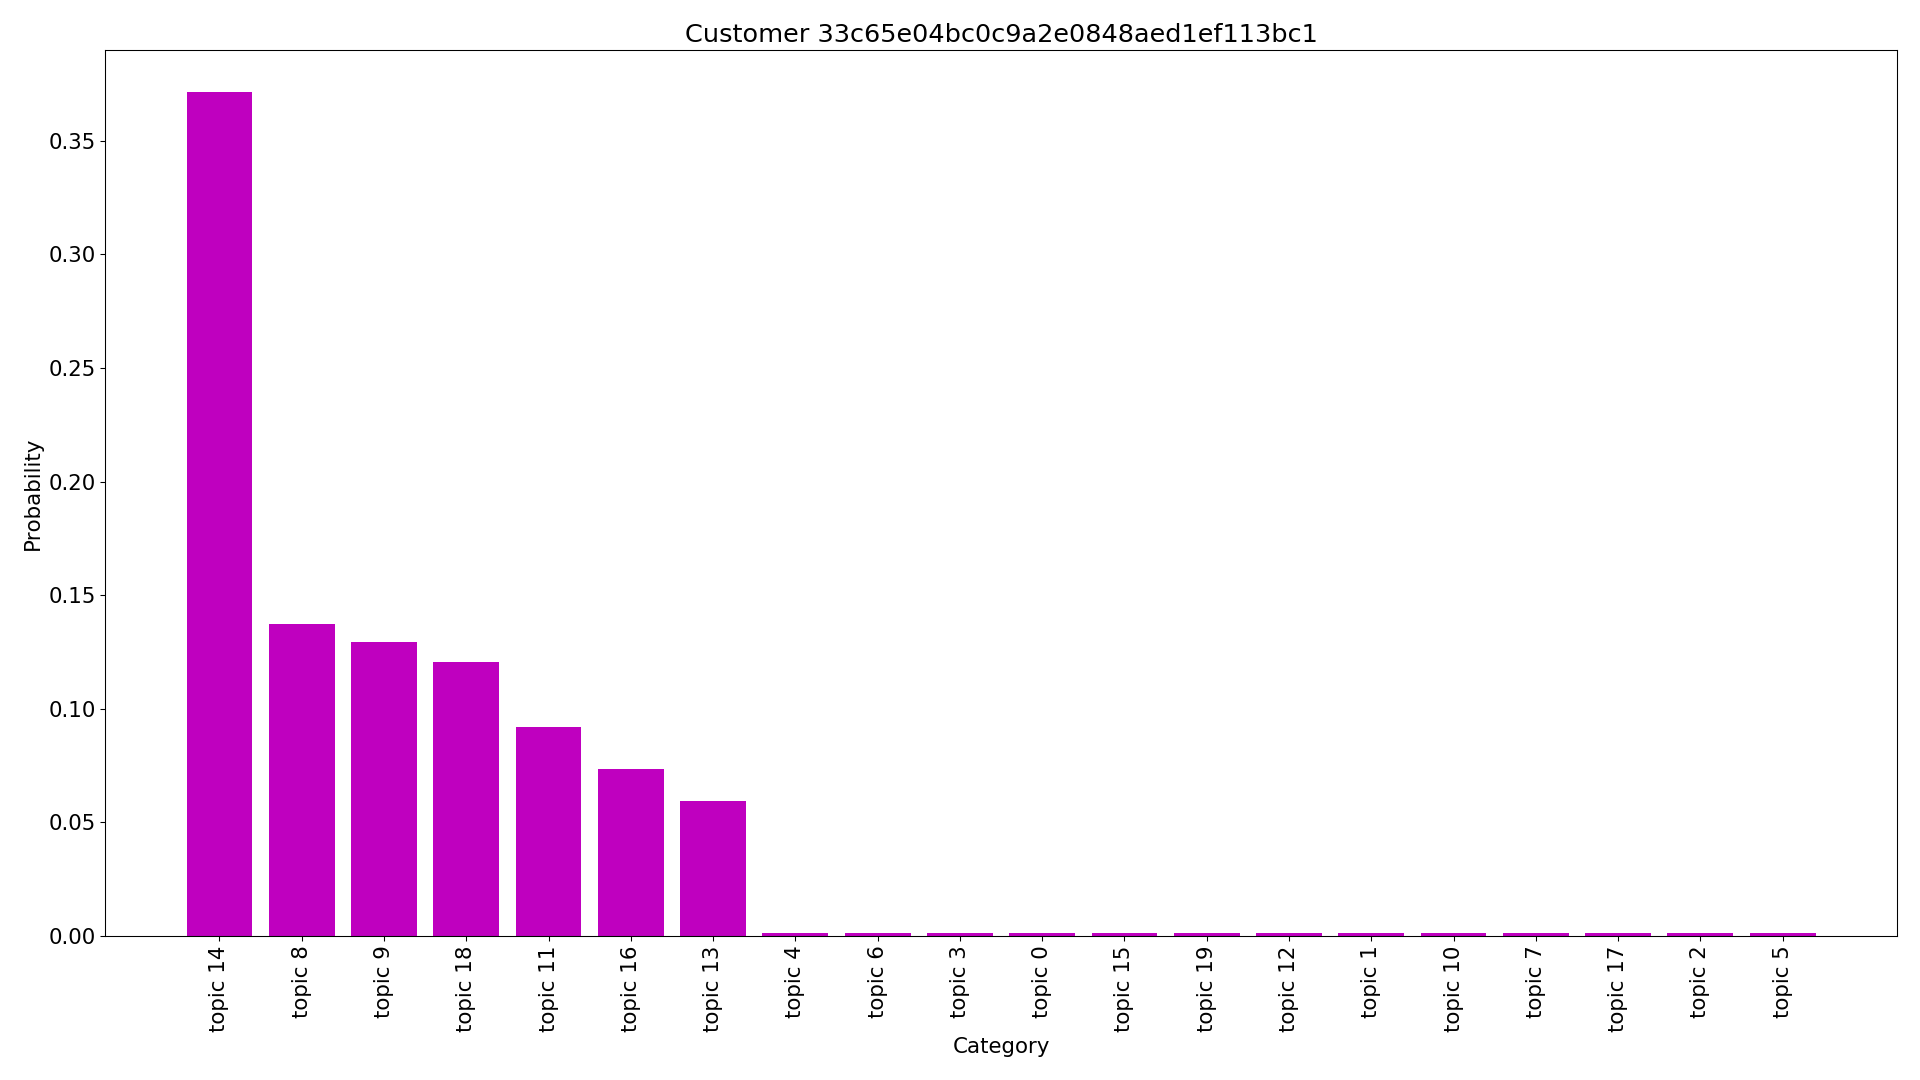 Customer 33c65e04bc0c9a2e0848aed1ef113bc1
Probability
0.35
0.30
0.25
0.20
0.15
0.10
0.05
0.00
topic 14
topic 8
topic 9
topic 18
topic 11
topic 16
topic 13
topic 4
topic 6
topic 3
topic 0
topic 15
topic 19
topic 12
topic 1
topic 10
topic 7
topic 17
topic 2
topic 5
Category